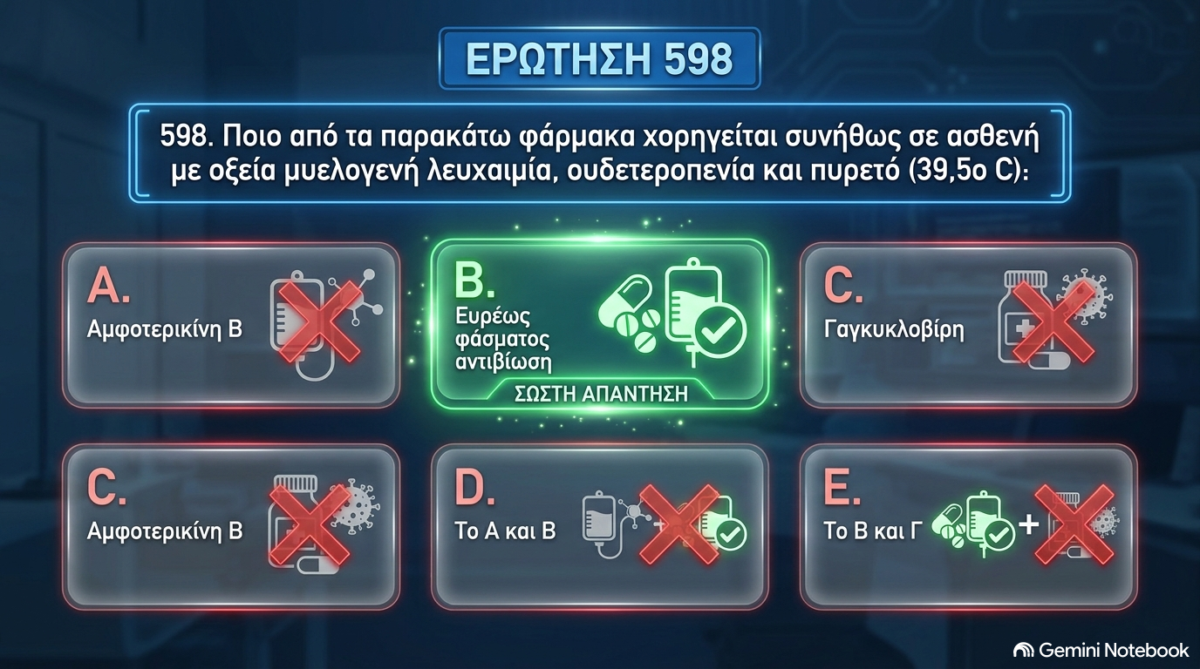 ΕΡΩΤΗΣΗ 598
598. Ποιο από τα παρακάτω φάρμακα χορηγείται συνήθως σε ασθενή
με οξεία μυελογενή λευχαιμία, ουδετεροπενία και πυρετό (39,5ο C):
A.
Αμφοτερικίνη Β
B.
Ευρέως
φάσματος
αντιβίωση
ΣΩΣΤΗ ΑΠΑΝΤΗΣΗ
C.
Γαγκυκλοβίρη
C.
Αμφοτερικίνη Β
D.
Το Α και Β
E.
Το Β και Γ
Gemini Notebook